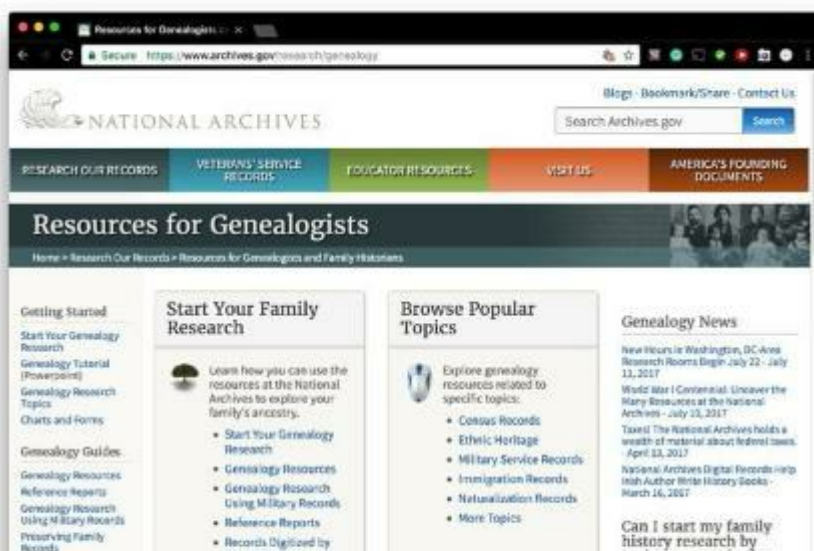 Resources for Genealogists
Secure https://www.archives.gov/research/genealogy
Blogs · Bookmark/Share · Contact Us
NATIONAL ARCHIVES
Search Archives.gov
Search
RESEARCH OUR RECORDS
VETERANS' SERVICE
RECORDS
EDUCATOR RESOURCES
VISIT US
AMERICA'S FOUNDING
DOCUMENTS
Resources for Genealogists
Home > Research Our Records > Resources for Genealogists and Family Historians
Getting Started
Start Your Genealogy
Research
Genealogy Tutorial
(Powerpoint)
Genealogy Research
Topics
Charts and Forms
Genealogy Guides
Genealogy Resources
Reference Reports
Genealogy Research
Using Military Records
Preserving Family
Records
Start Your Family
Research
Learn how you can use the
resources at the National
Archives to explore your
family's ancestry.
• Start Your Genealogy
Research
• Genealogy Resources
• Genealogy Research
Using Military Records
• Reference Reports
• Records Digitized by
Browse Popular
Topics
Explore genealogy
resources related to
specific topics:
• Census Records
• Ethnic Heritage
• Military Service Records
• Immigration Records
• Naturalization Records
• More Topics
Genealogy News
New Hours in Washington, DC-Area
Research Rooms Begin July 22 - July
11, 2017
World War I Centennial: Uncover the
Many Resources at the National
Archives - July 13, 2017
Taxes! The National Archives holds a
wealth of material about federal taxes.
- April 13, 2017
National Archives Digital Records Help
Irish Author Write History Books -
March 16, 2017
Can I start my family
history research by